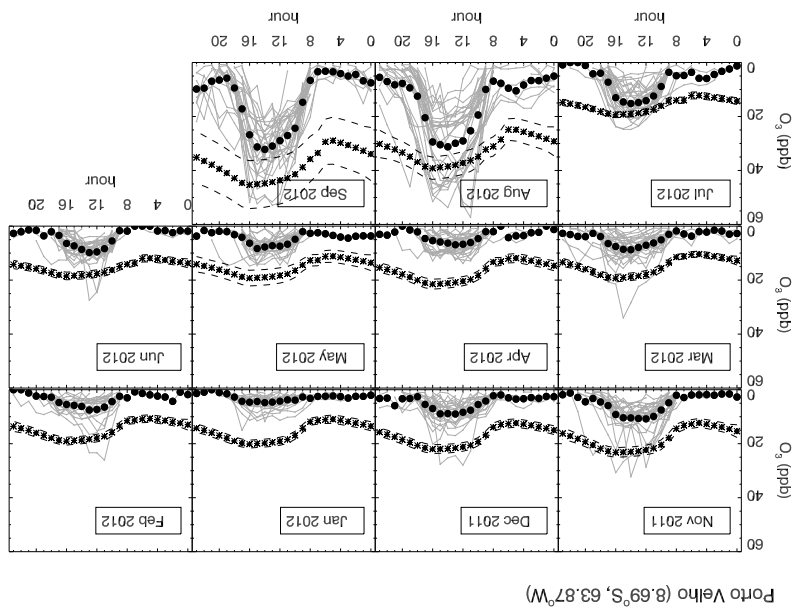 Porto Velho (8.69°S, 63.87°W)
60
40
20
0
O₃ (ppb)
Nov 2011
Dec 2011
Jan 2012
Feb 2012
60
40
20
0
O₃ (ppb)
Mar 2012
Apr 2012
May 2012
Jun 2012
0 4 8 12 16 20
hour
60
40
20
0
O₃ (ppb)
Jul 2012
Aug 2012
Sep 2012
0 4 8 12 16 20
hour
0 4 8 12 16 20
hour
0 4 8 12 16 20
hour